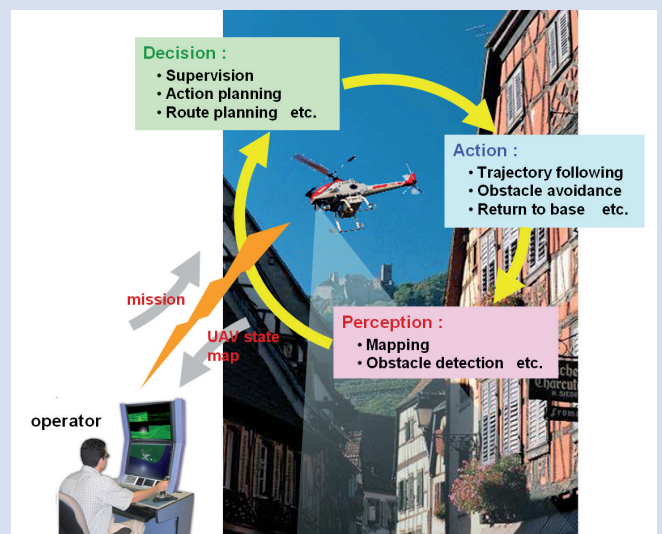 Decision :
• Supervision
• Action planning
• Route planning etc.
Action :
• Trajectory following
• Obstacle avoidance
• Return to base etc.
mission
UAV state
map
Perception :
• Mapping
• Obstacle detection etc.
operator
Charcute